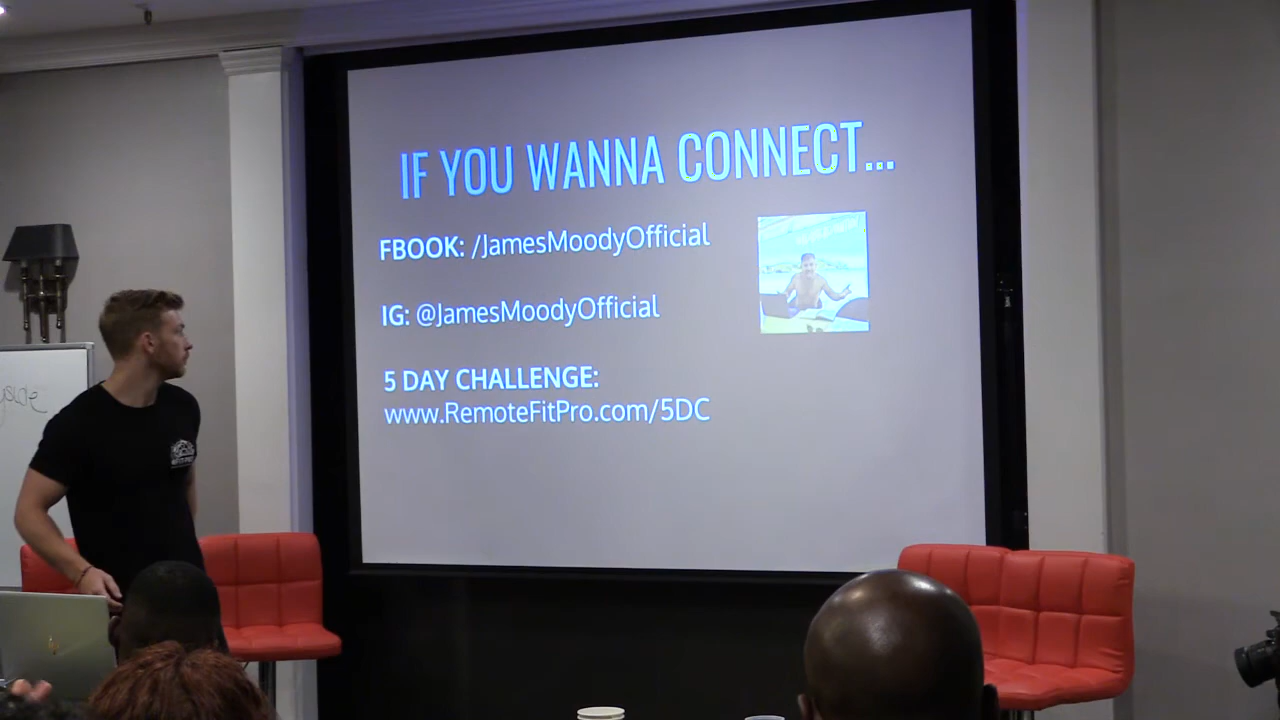 IF YOU WANNA CONNECT...
FBOOK: /JamesMoodyOfficial
IG: @JamesMoodyOfficial
5 DAY CHALLENGE:
www.RemoteFitPro.com/5DC